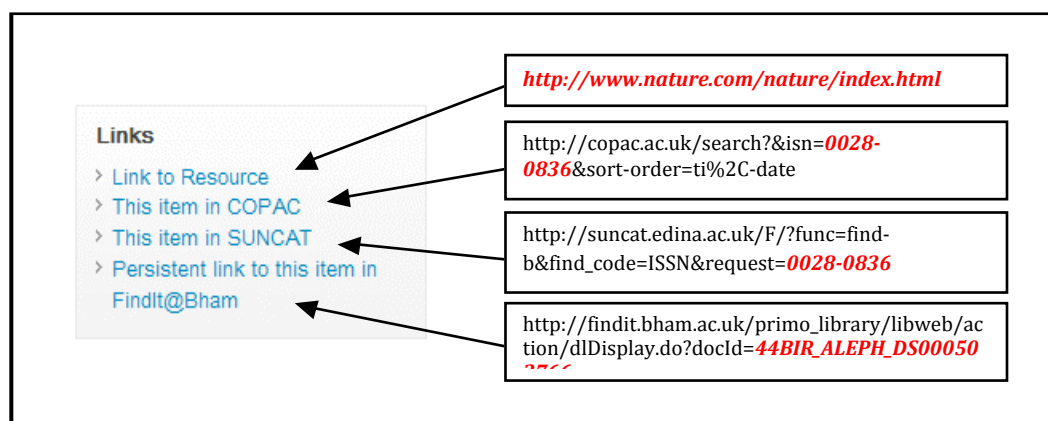 Links
Link to Resource
This item in COPAC
This item in SUNCAT
Persistent link to this item in
FindIt@Bham
http://www.nature.com/nature/index.html
http://copac.ac.uk/search?&isn=0028-
0836&sort-order=ti%2C-date
http://suncat.edina.ac.uk/F/?func=find-
b&find_code=ISSN&request=0028-0836
http://findit.bham.ac.uk/primo_library/libweb/ac
tion/dlDisplay.do?docId=44BIR_ALEPH_DS00050